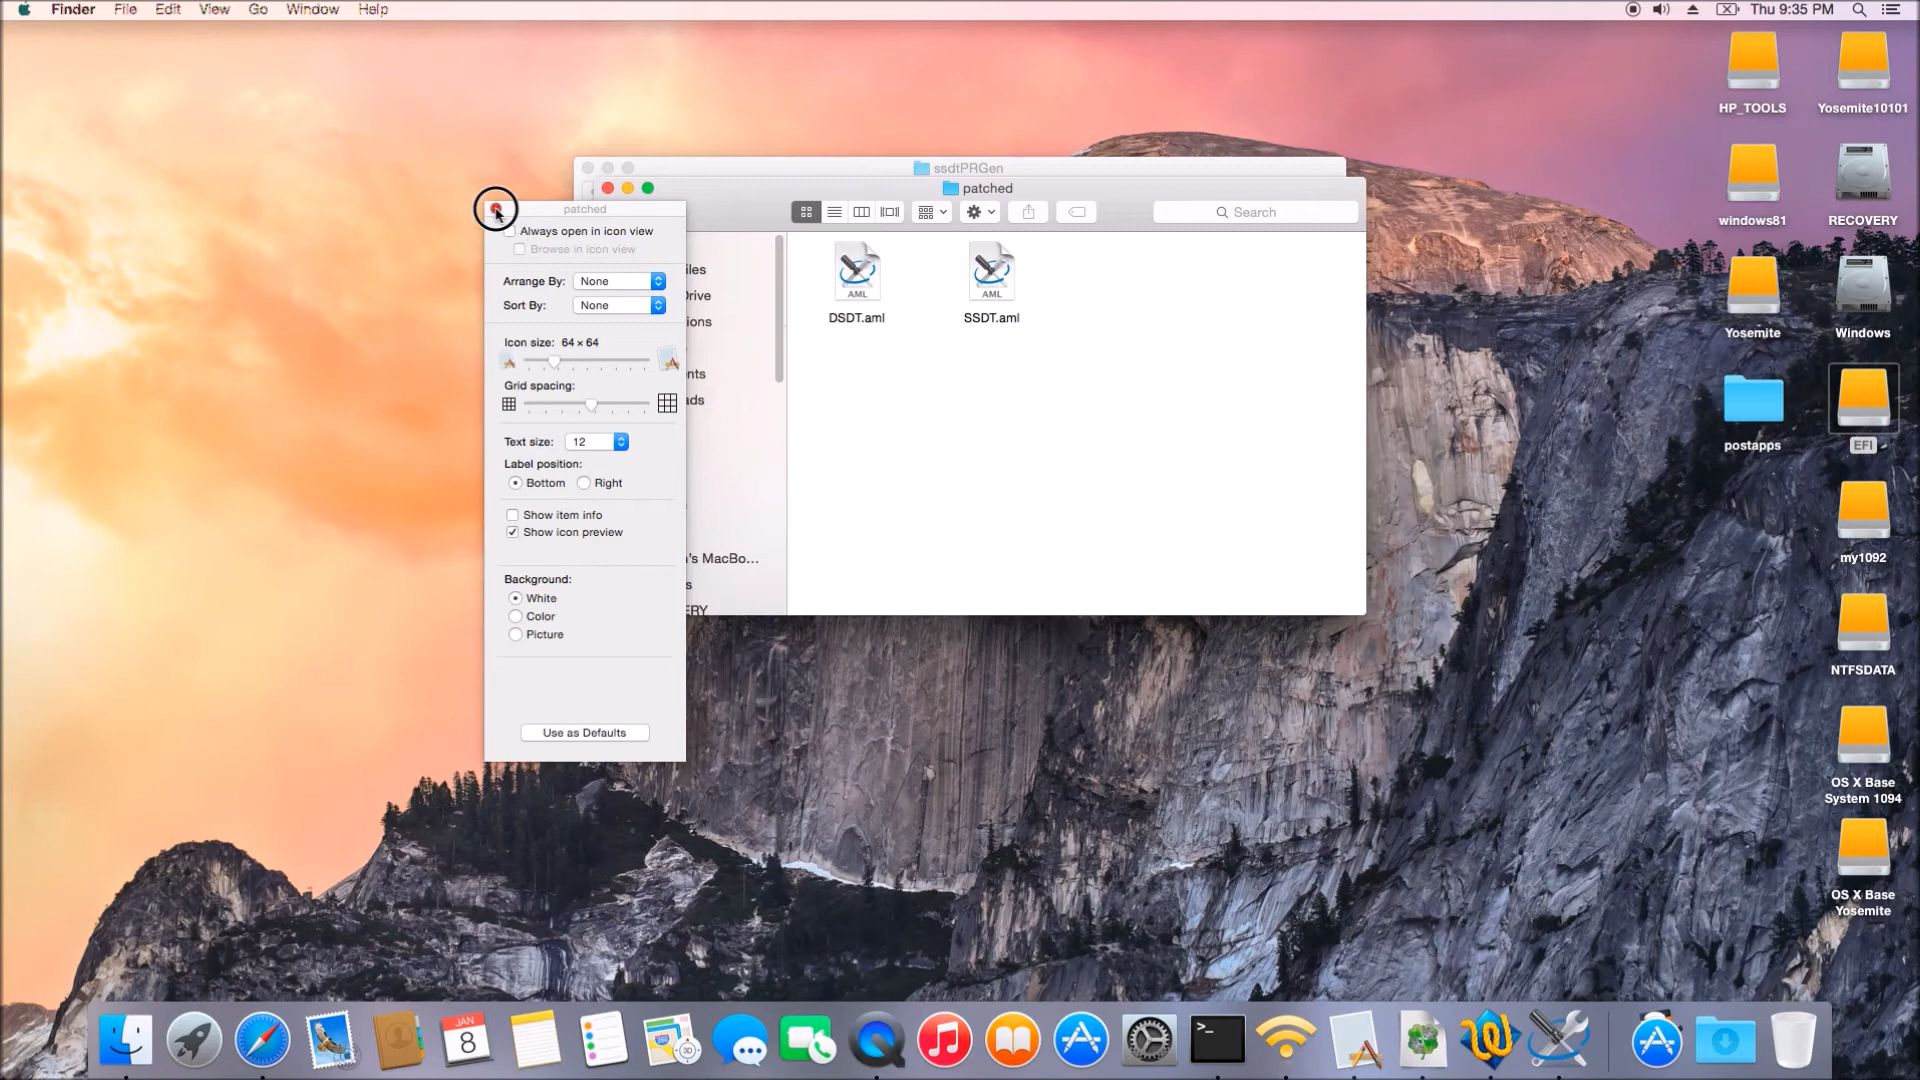 Finder File Edit View Go Window Help
Thu 9:35 PM
HP_TOOLS
Yosemite10101
windows81
RECOVERY
Yosemite
Windows
postapps
EFI
my1092
NTFSDATA
OS X Base
System 1094
OS X Base
Yosemite
ssdtPRGen
patched
Search
iles
Drive
ions
nts
ads
's MacBo...
s
ERY
AML
DSDT.aml
AML
SSDT.aml
patched
Always open in icon view
Browse in icon view
Arrange By: None
Sort By: None
Icon size: 64 × 64
Grid spacing:
Text size: 12
Label position:
Bottom Right
Show item info
Show icon preview
Background:
White
Color
Picture
Use as Defaults
JAN
8
3D